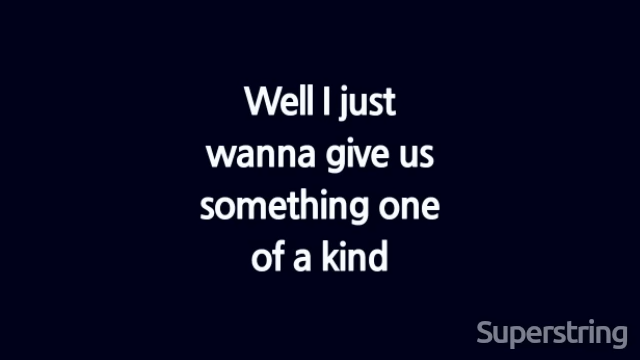 Well I just
wanna give us
something one
of a kind
Superstring